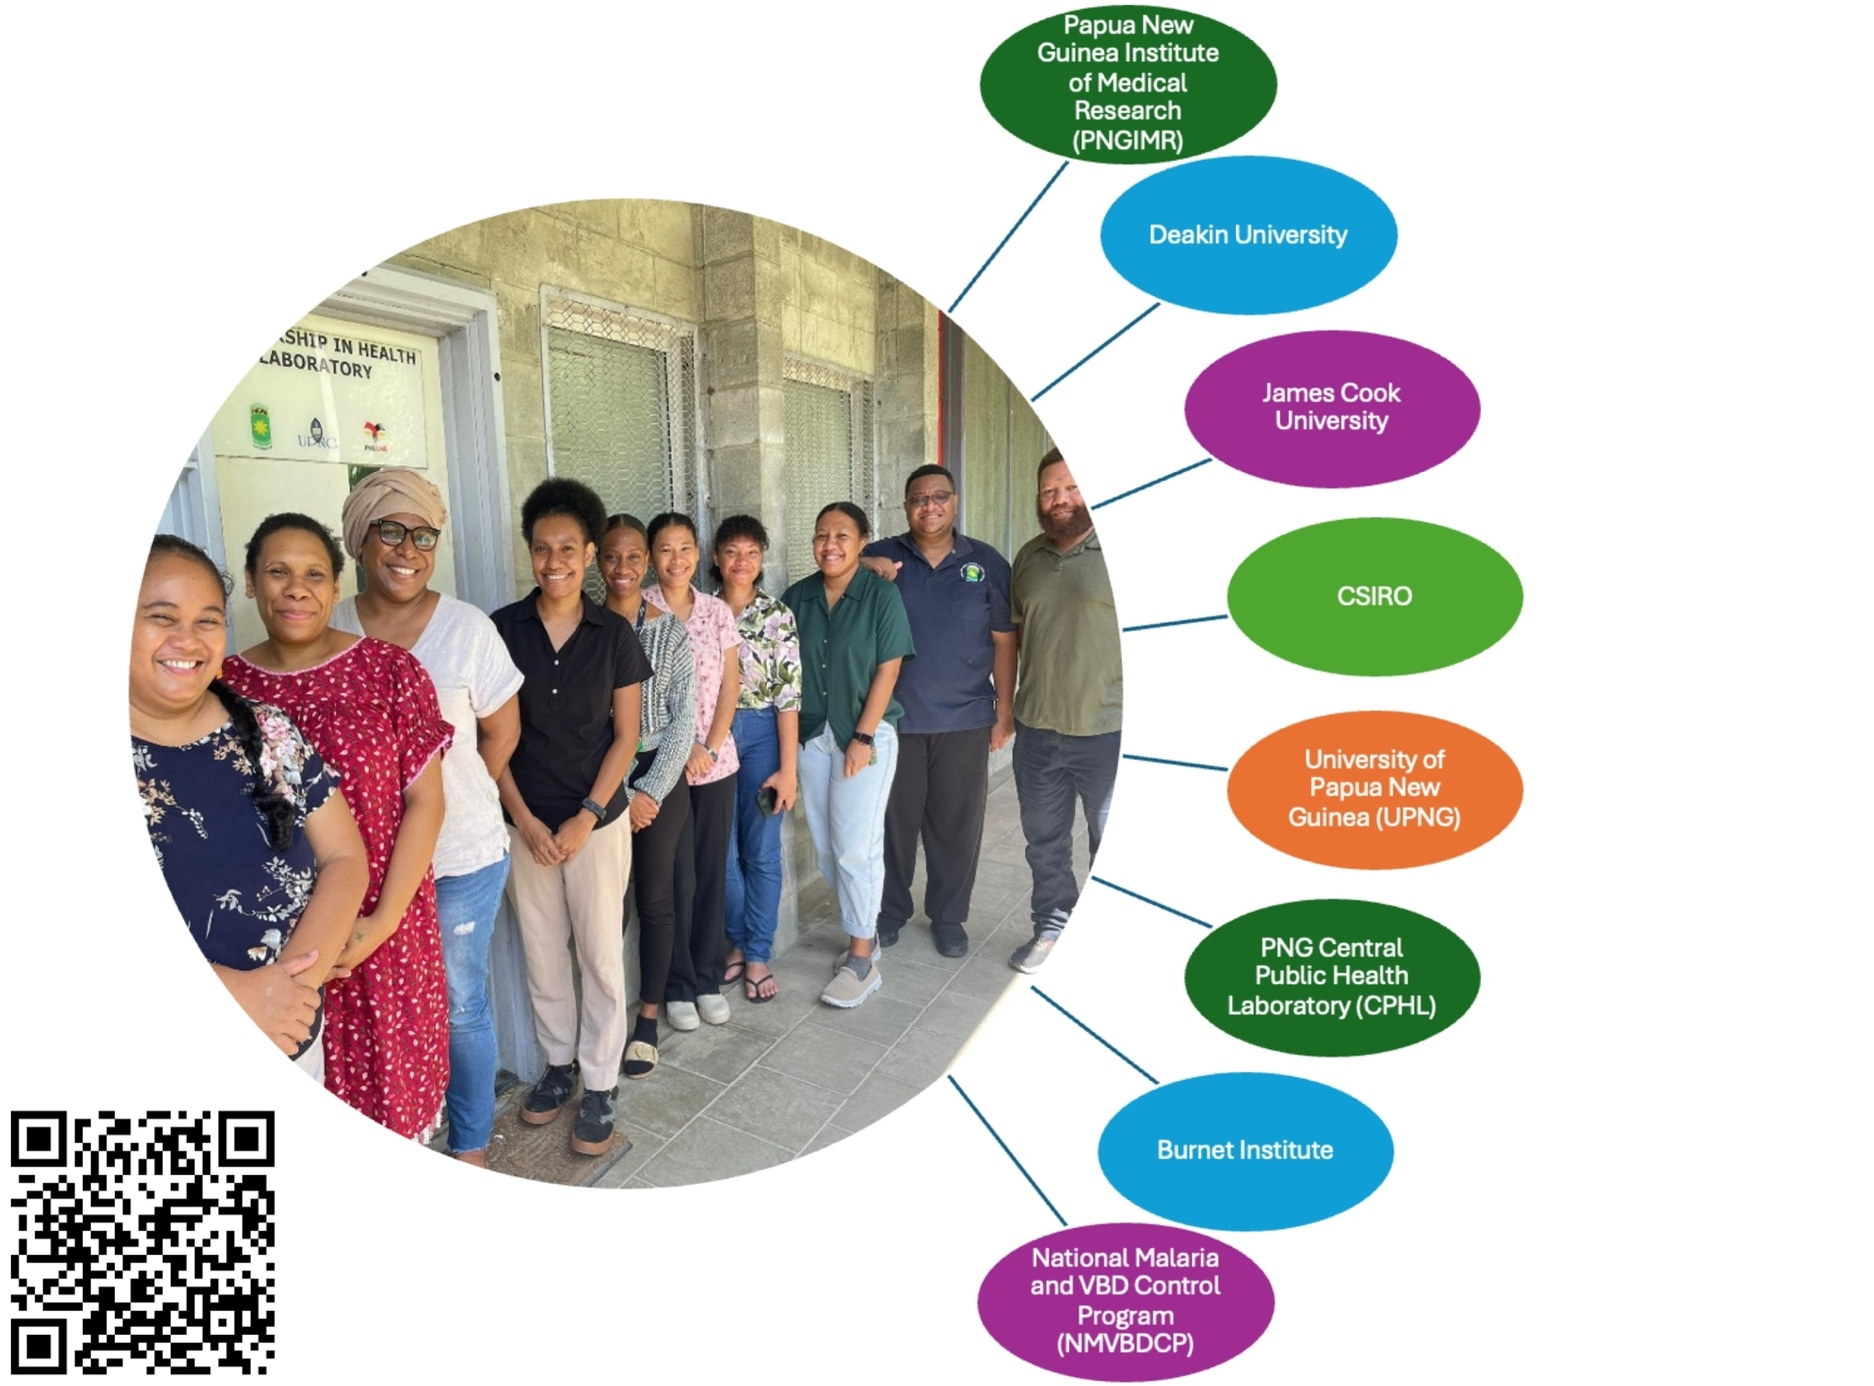 Papua New
Guinea Institute
of Medical
Research
(PNGIMR)
Deakin University
James Cook
University
CSIRO
University of
Papua New
Guinea (UPNG)
PNG Central
Public Health
Laboratory (CPHL)
Burnet Institute
National Malaria
and VBD Control
Program
(NMVBDCP)
SHIP IN HEALTH
LABORATORY
UPNG